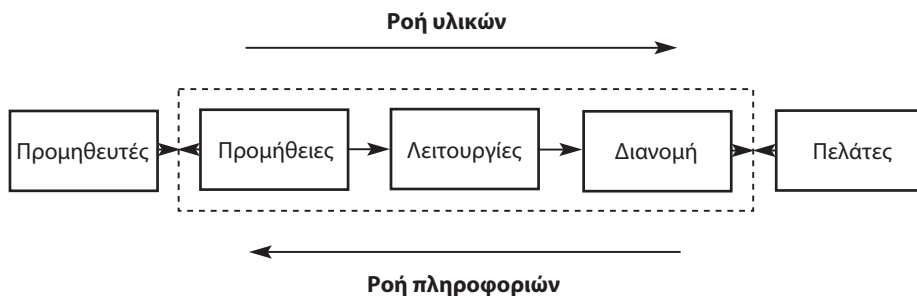 Ροή υλικών
Προμηθευτές
Προμήθειες
Λειτουργίες
Διανομή
Πελάτες
Ροή πληροφοριών